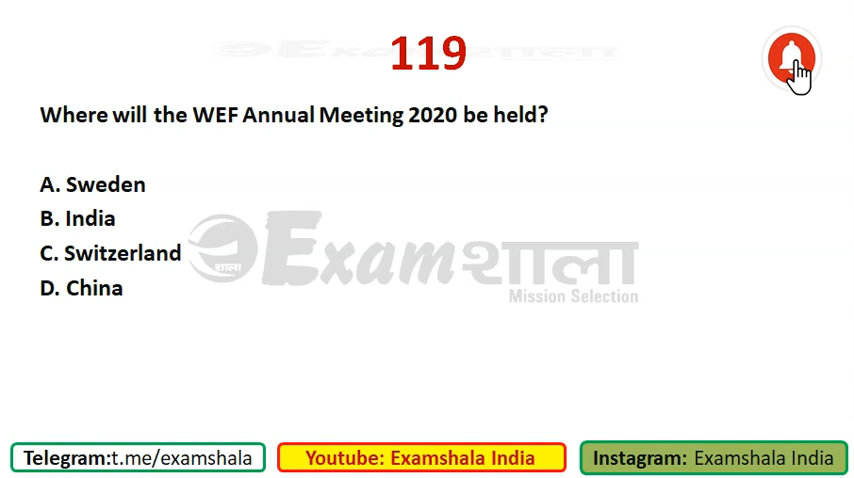 119
Where will the WEF Annual Meeting 2020 be held?
A. Sweden
B. India
C. Switzerland
D. China
शाला Examशाला
Mission Selection
Telegram:t.me/examshala
Youtube: Examshala India
Instagram: Examshala India